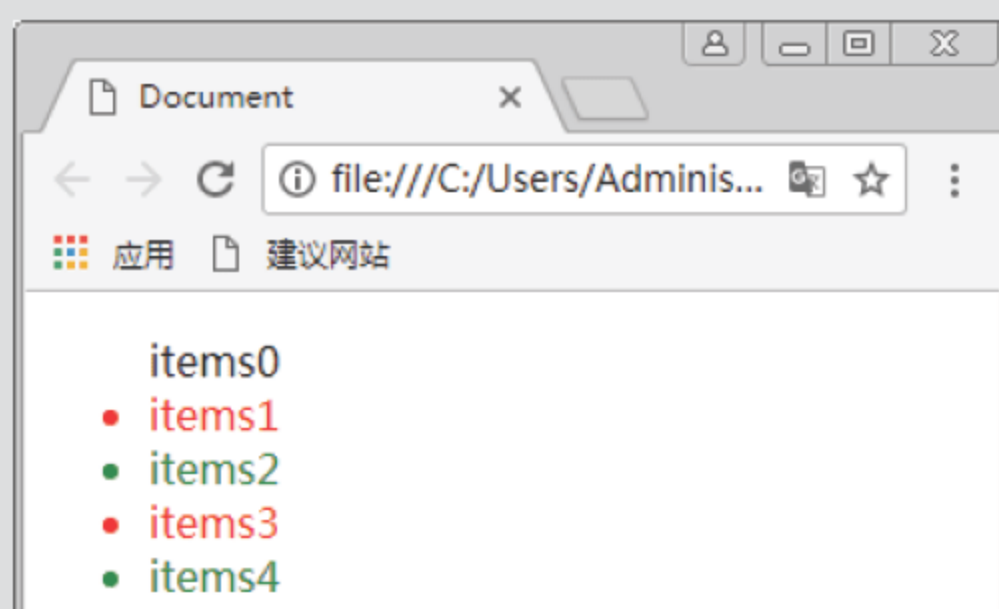 Document
file:///C:/Users/Adminis...
应用 建议网站
items0
items1
items2
items3
items4